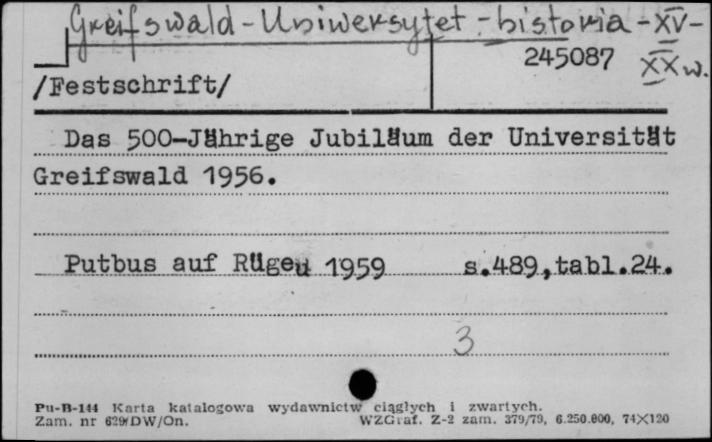 Greifswald - Uniwersytet - historia - XV-
XX w.
245087
/Festschrift/
Das 500-Jährige Jubiläum der Universität
Greifswald 1956.
Putbus auf Rügen 1959 s.489,tabl.24.
3
Pu-B-144 Karta katalogowa wydawnictw ciągłych i zwartych.
Zam. nr 629/DW/On. WZGraf. Z-2 zam. 379/79, 6.250.000, 74X120